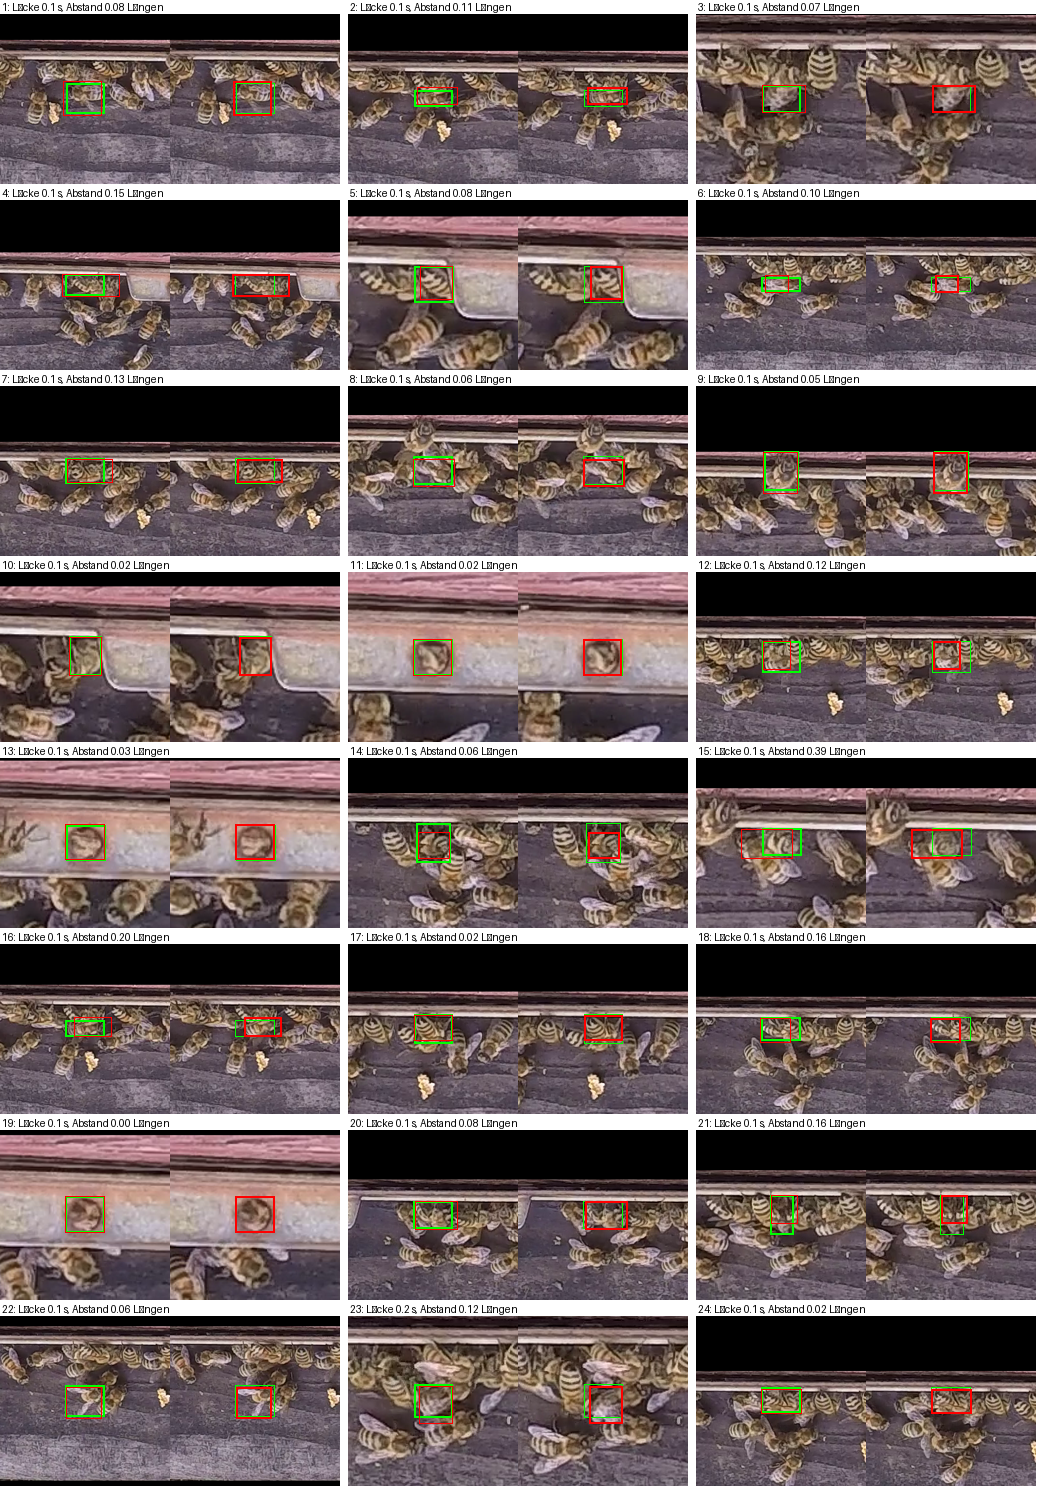 1: L�cke 0.1 s, Abstand 0.08 L�ngen
2: L�cke 0.1 s, Abstand 0.11 L�ngen
3: L�cke 0.1 s, Abstand 0.07 L�ngen
4: L�cke 0.1 s, Abstand 0.15 L�ngen
5: L�cke 0.1 s, Abstand 0.08 L�ngen
6: L�cke 0.1 s, Abstand 0.10 L�ngen
7: L�cke 0.1 s, Abstand 0.13 L�ngen
8: L�cke 0.1 s, Abstand 0.06 L�ngen
9: L�cke 0.1 s, Abstand 0.05 L�ngen
10: L�cke 0.1 s, Abstand 0.02 L�ngen
11: L�cke 0.1 s, Abstand 0.02 L�ngen
12: L�cke 0.1 s, Abstand 0.12 L�ngen
13: L�cke 0.1 s, Abstand 0.03 L�ngen
14: L�cke 0.1 s, Abstand 0.06 L�ngen
15: L�cke 0.1 s, Abstand 0.39 L�ngen
16: L�cke 0.1 s, Abstand 0.20 L�ngen
17: L�cke 0.1 s, Abstand 0.02 L�ngen
18: L�cke 0.1 s, Abstand 0.16 L�ngen
19: L�cke 0.1 s, Abstand 0.00 L�ngen
20: L�cke 0.1 s, Abstand 0.08 L�ngen
21: L�cke 0.1 s, Abstand 0.16 L�ngen
22: L�cke 0.1 s, Abstand 0.06 L�ngen
23: L�cke 0.2 s, Abstand 0.12 L�ngen
24: L�cke 0.1 s, Abstand 0.02 L�ngen